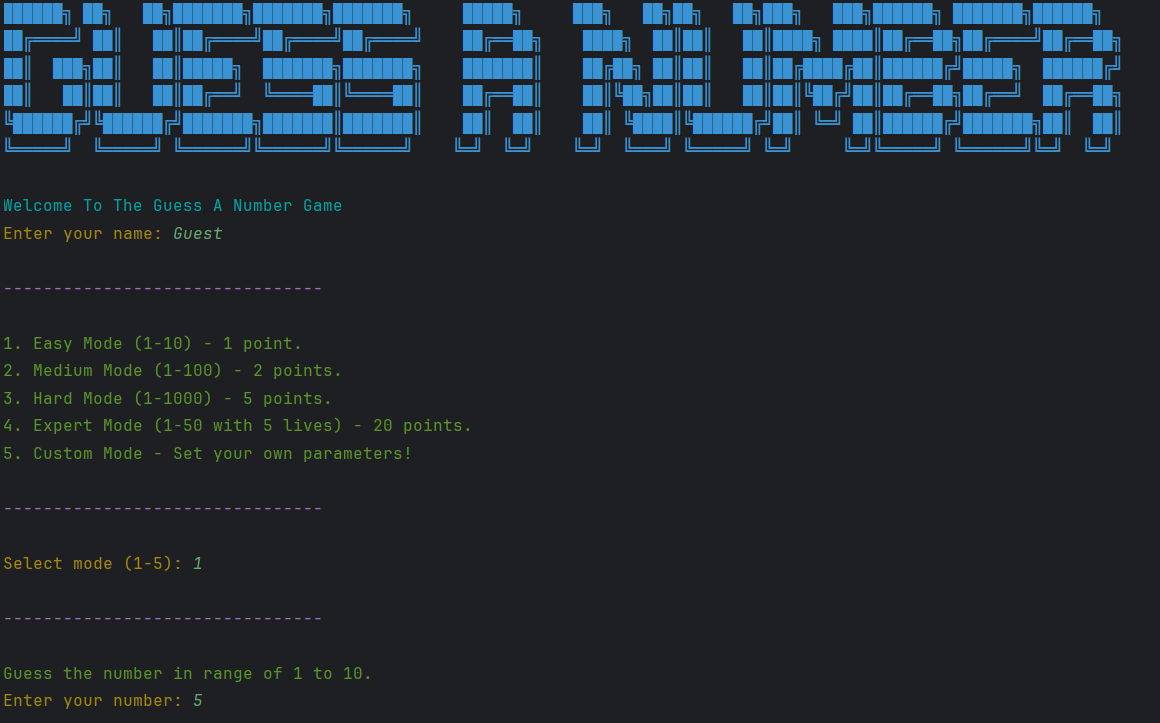 GUESS A NUMBER
Welcome To The Guess A Number Game
Enter your name: Guest
--------------------------------
1. Easy Mode (1-10) - 1 point.
2. Medium Mode (1-100) - 2 points.
3. Hard Mode (1-1000) - 5 points.
4. Expert Mode (1-50 with 5 lives) - 20 points.
5. Custom Mode - Set your own parameters!
--------------------------------
Select mode (1-5): 1
--------------------------------
Guess the number in range of 1 to 10.
Enter your number: 5